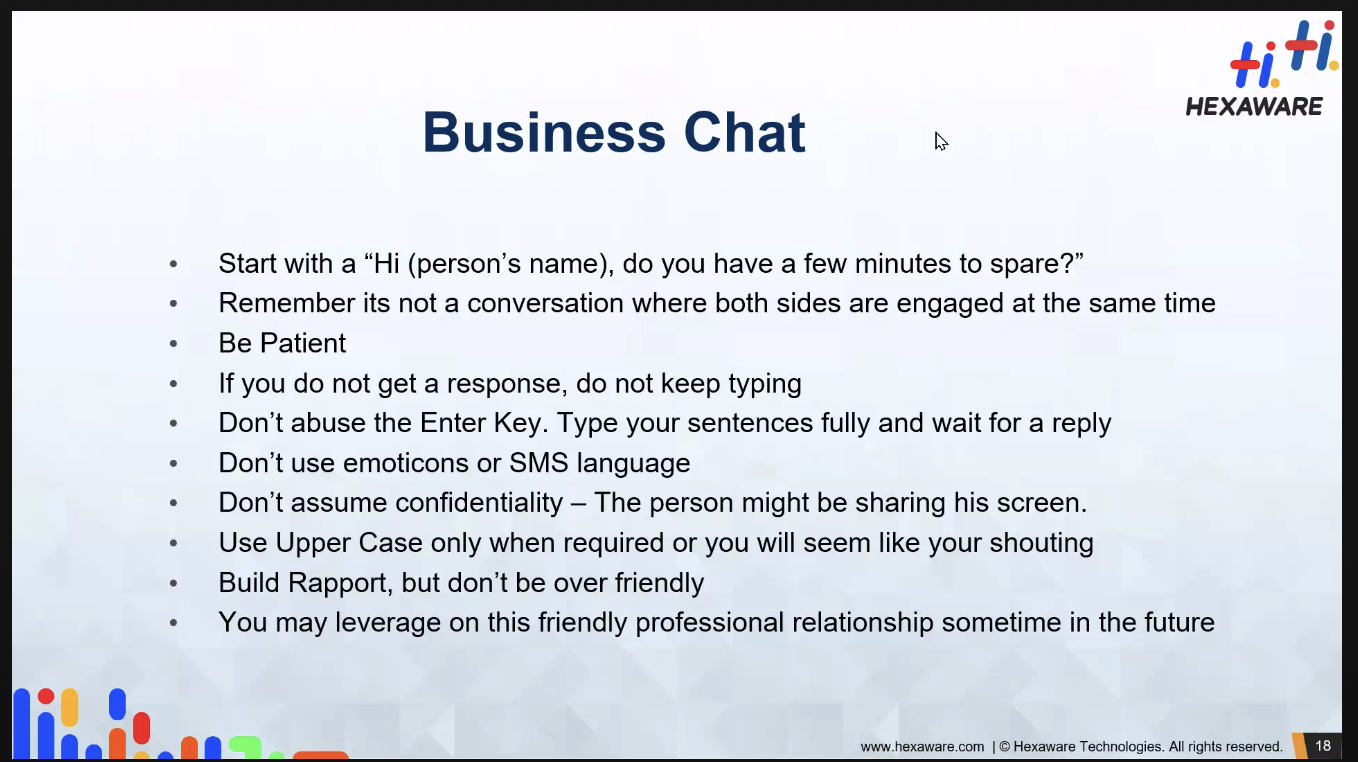 Hi.
Hi.
HEXAWARE
Business Chat
• Start with a “Hi (person’s name), do you have a few minutes to spare?”
• Remember its not a conversation where both sides are engaged at the same time
• Be Patient
• If you do not get a response, do not keep typing
• Don’t abuse the Enter Key. Type your sentences fully and wait for a reply
• Don’t use emoticons or SMS language
• Don’t assume confidentiality – The person might be sharing his screen.
• Use Upper Case only when required or you will seem like your shouting
• Build Rapport, but don’t be over friendly
• You may leverage on this friendly professional relationship sometime in the future
www.hexaware.com | © Hexaware Technologies. All rights reserved. 18